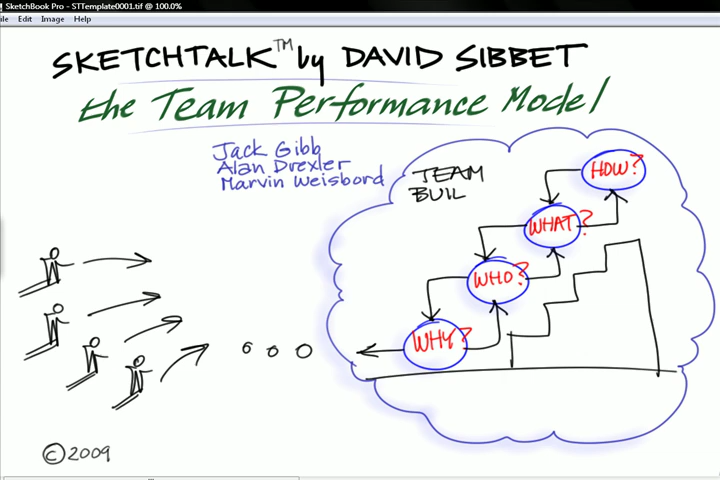 SketchBook Pro - STTemplate0001.tif @ 100.0%
ile Edit Image Help
SKETCHTALK™ by DAVID SIBBET
the Team Performance Model
Jack Gibb
Alan Drexler
Marvin Weisbord
TEAM
BUIL
HOW?
WHAT?
WHO?
WHY?
©2009